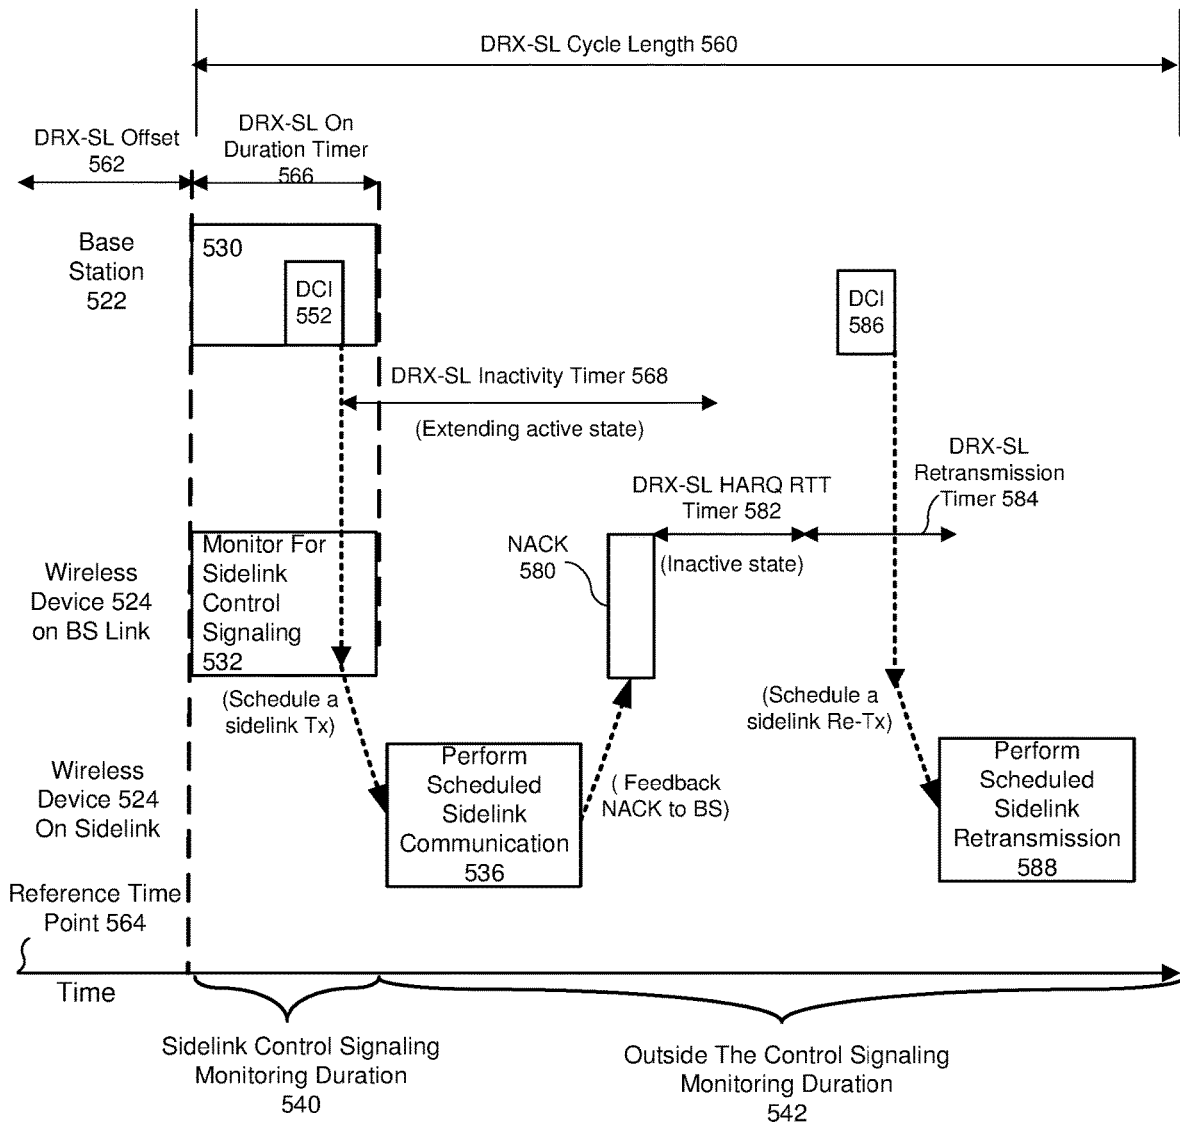 DRX-SL Cycle Length 560
DRX-SL Offset
562
DRX-SL On
Duration Timer
566
Base
Station
522
530
DCI
552
DCI
586
DRX-SL Inactivity Timer 568
(Extending active state)
DRX-SL HARQ RTT
Timer 582
(Inactive state)
DRX-SL
Retransmission
Timer 584
Wireless
Device 524
on BS Link
Monitor For
Sidelink
Control
Signaling
532
NACK
580
(Schedule a
sidelink Tx)
(Schedule a
sidelink Re-Tx)
Wireless
Device 524
On Sidelink
Perform
Scheduled
Sidelink
Communication
536
( Feedback
NACK to BS)
Perform
Scheduled
Sidelink
Retransmission
588
Reference Time
Point 564
Time
Sidelink Control Signaling
Monitoring Duration
540
Outside The Control Signaling
Monitoring Duration
542